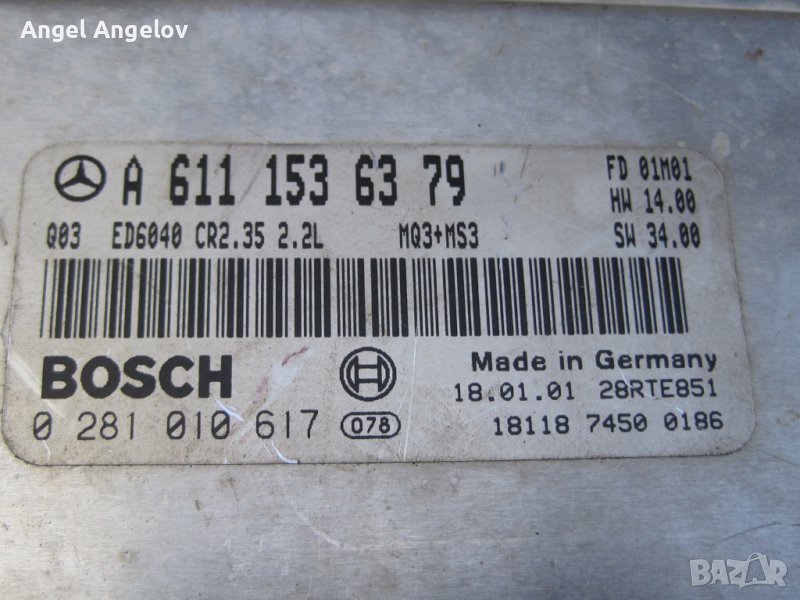 Angel Angelov
A 611 153 63 79
FD 01M01
HW 14.00
Q03 ED6040 CR2.35 2.2L MQ3+MS3 SW 34.00
BOSCH
Made in Germany
18.01.01 28RTE851
0 281 010 617 078
18118 7450 0186
BAZAR